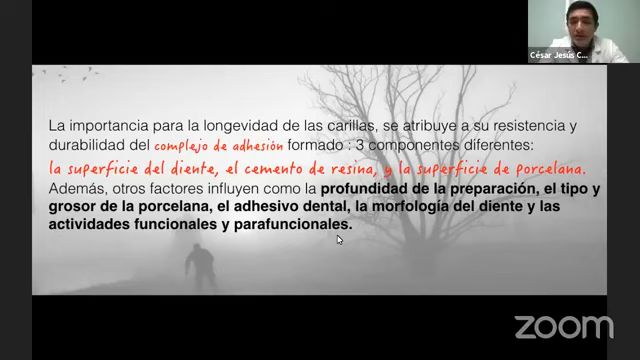 César Jesús C...
La importancia para la longevidad de las carillas, se atribuye a su resistencia y
durabilidad del complejo de adhesión formado : 3 componentes diferentes:
la superficie del diente, el cemento de resina, y la superficie de porcelana.
Además, otros factores influyen como la profundidad de la preparación, el tipo y
grosor de la porcelana, el adhesivo dental, la morfología del diente y las
actividades funcionales y parafuncionales.
zoom